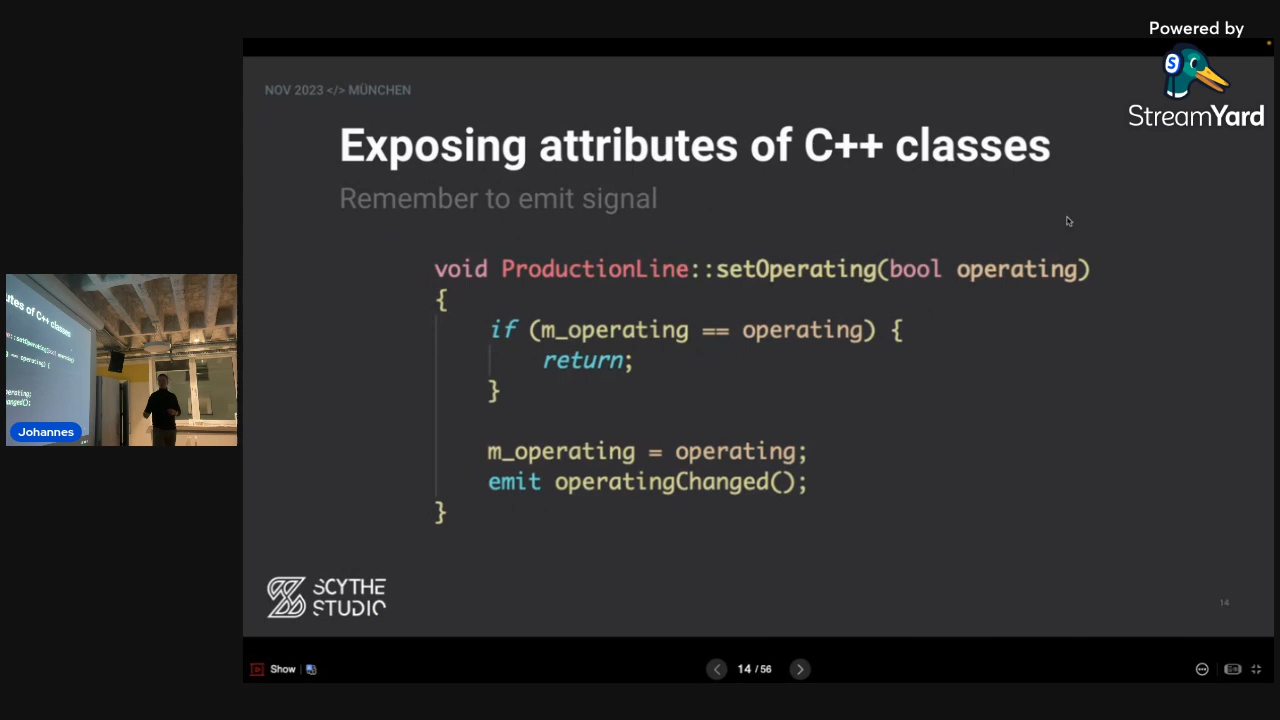 Powered by
StreamYard
NOV 2023 </> MÜNCHEN
Exposing attributes of C++ classes
Remember to emit signal
void ProductionLine::setOperating(bool operating)
{
if (m_operating == operating) {
return;
}
m_operating = operating;
emit operatingChanged();
}
SCYTHE
STUDIO
14
Show
14 / 56
Johannes